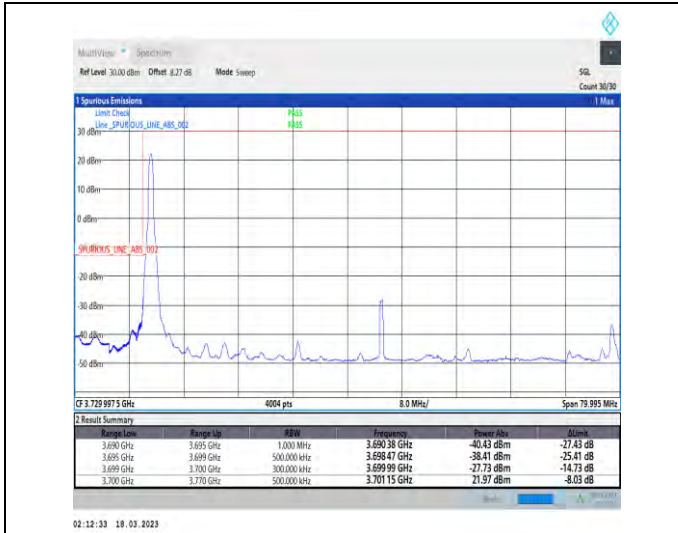 MultiView Spectrum
Ref Level 30.00 dBm Offset 8.27 dB Mode Sweep SGL
Count 30/30
1 Spurious Emissions 1 Max
Limit Check PASS
Line _SPURIOUS_LINE_ABS_002 PASS
30 dBm
20 dBm
10 dBm
0 dBm
_SPURIOUS_LINE_ABS_002
-20 dBm
-30 dBm
-40 dBm
-50 dBm
CF 3.729 997 5 GHz 4004 pts 8.0 MHz/ Span 79.995 MHz
2 Result Summary
Range Low Range Up RBW Frequency Power Abs ΔLimit
3.690 GHz 3.695 GHz 1.000 MHz 3.690 38 GHz -40.43 dBm -27.43 dB
3.695 GHz 3.699 GHz 500.000 kHz 3.698 47 GHz -38.41 dBm -25.41 dB
3.699 GHz 3.700 GHz 300.000 kHz 3.699 99 GHz -27.73 dBm -14.73 dB
3.700 GHz 3.770 GHz 500.000 kHz 3.701 15 GHz 21.97 dBm -8.03 dB
02:12:33 18.03.2023